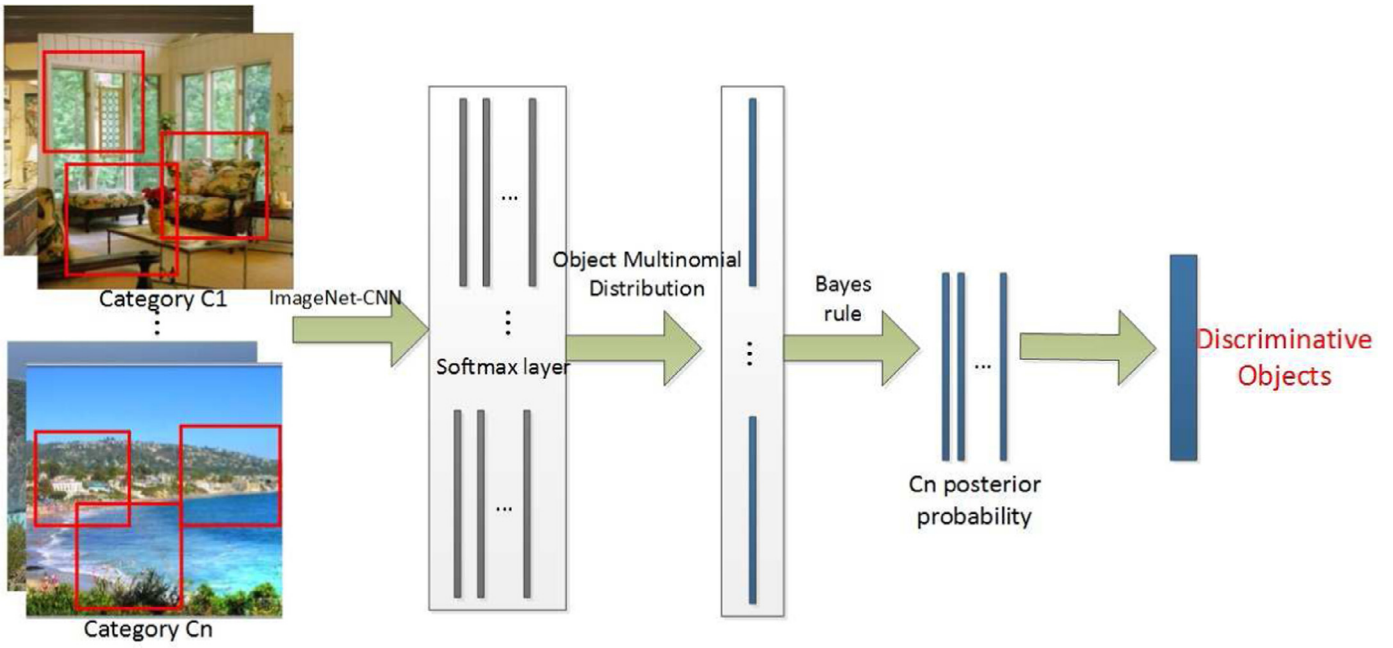 Category C1
⋮
Category Cn
ImageNet-CNN
...
⋮
Softmax layer
...
Object Multinomial
Distribution
⋮
Bayes
rule
...
Cn posterior
probability
Discriminative
Objects